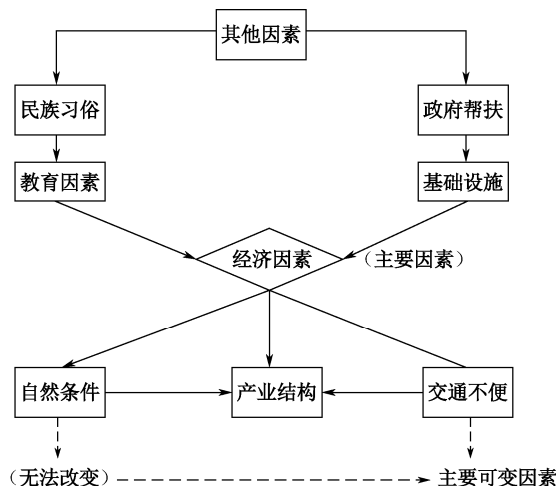 其他因素
民族习俗
政府帮扶
教育因素
基础设施
经济因素
（主要因素）
自然条件
产业结构
交通不便
（无法改变）
主要可变因素